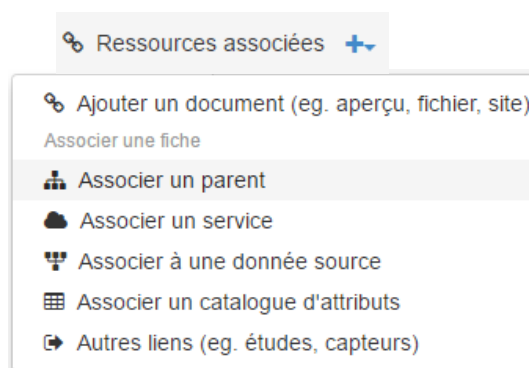 Ressources associées
Ajouter un document (eg. aperçu, fichier, site)
Associer une fiche
Associer un parent
Associer un service
Associer à une donnée source
Associer un catalogue d'attributs
Autres liens (eg. études, capteurs)